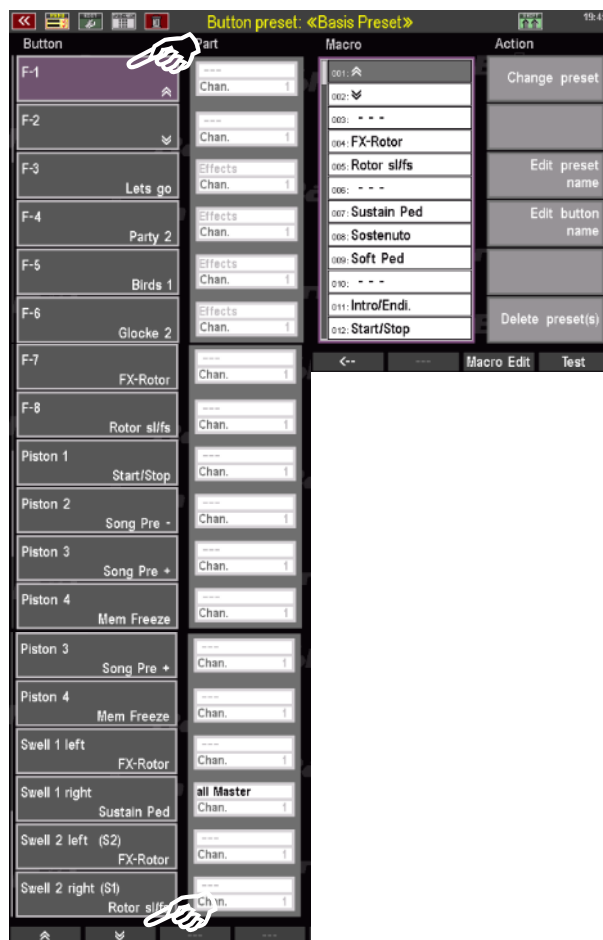 Button preset: «Basis Preset»
Button Part Macro Action
F-1
--- 
Chan. 1
F-2
---
Chan. 1
F-3
Lets go
Effects
Chan. 1
F-4
Party 2
Effects
Chan. 1
F-5
Birds 1
Effects
Chan. 1
F-6
Glocke 2
Effects
Chan. 1
F-7
FX-Rotor
---
Chan. 1
F-8
Rotor sl/fs
---
Chan. 1
Piston 1
Start/Stop
---
Chan. 1
Piston 2
Song Pre -
---
Chan. 1
Piston 3
Song Pre +
---
Chan. 1
Piston 4
Mem Freeze
---
Chan. 1
Piston 3
Song Pre +
---
Chan. 1
Piston 4
Mem Freeze
---
Chan. 1
Swell 1 left
FX-Rotor
---
Chan. 1
Swell 1 right
Sustain Ped
all Master
Chan. 1
Swell 2 left (S2)
FX-Rotor
---
Chan. 1
Swell 2 right (S1)
Rotor sl/fs
---
Chan. 1
--- ---
001:
002:
003: - - -
004: FX-Rotor
005: Rotor sl/fs
006: - - -
007: Sustain Ped
008: Sostenuto
009: Soft Ped
010: - - -
011: Intro/Endi.
012: Start/Stop
Change preset
Edit preset
name
Edit button
name
Delete preset(s)
<-- --- Macro Edit Test